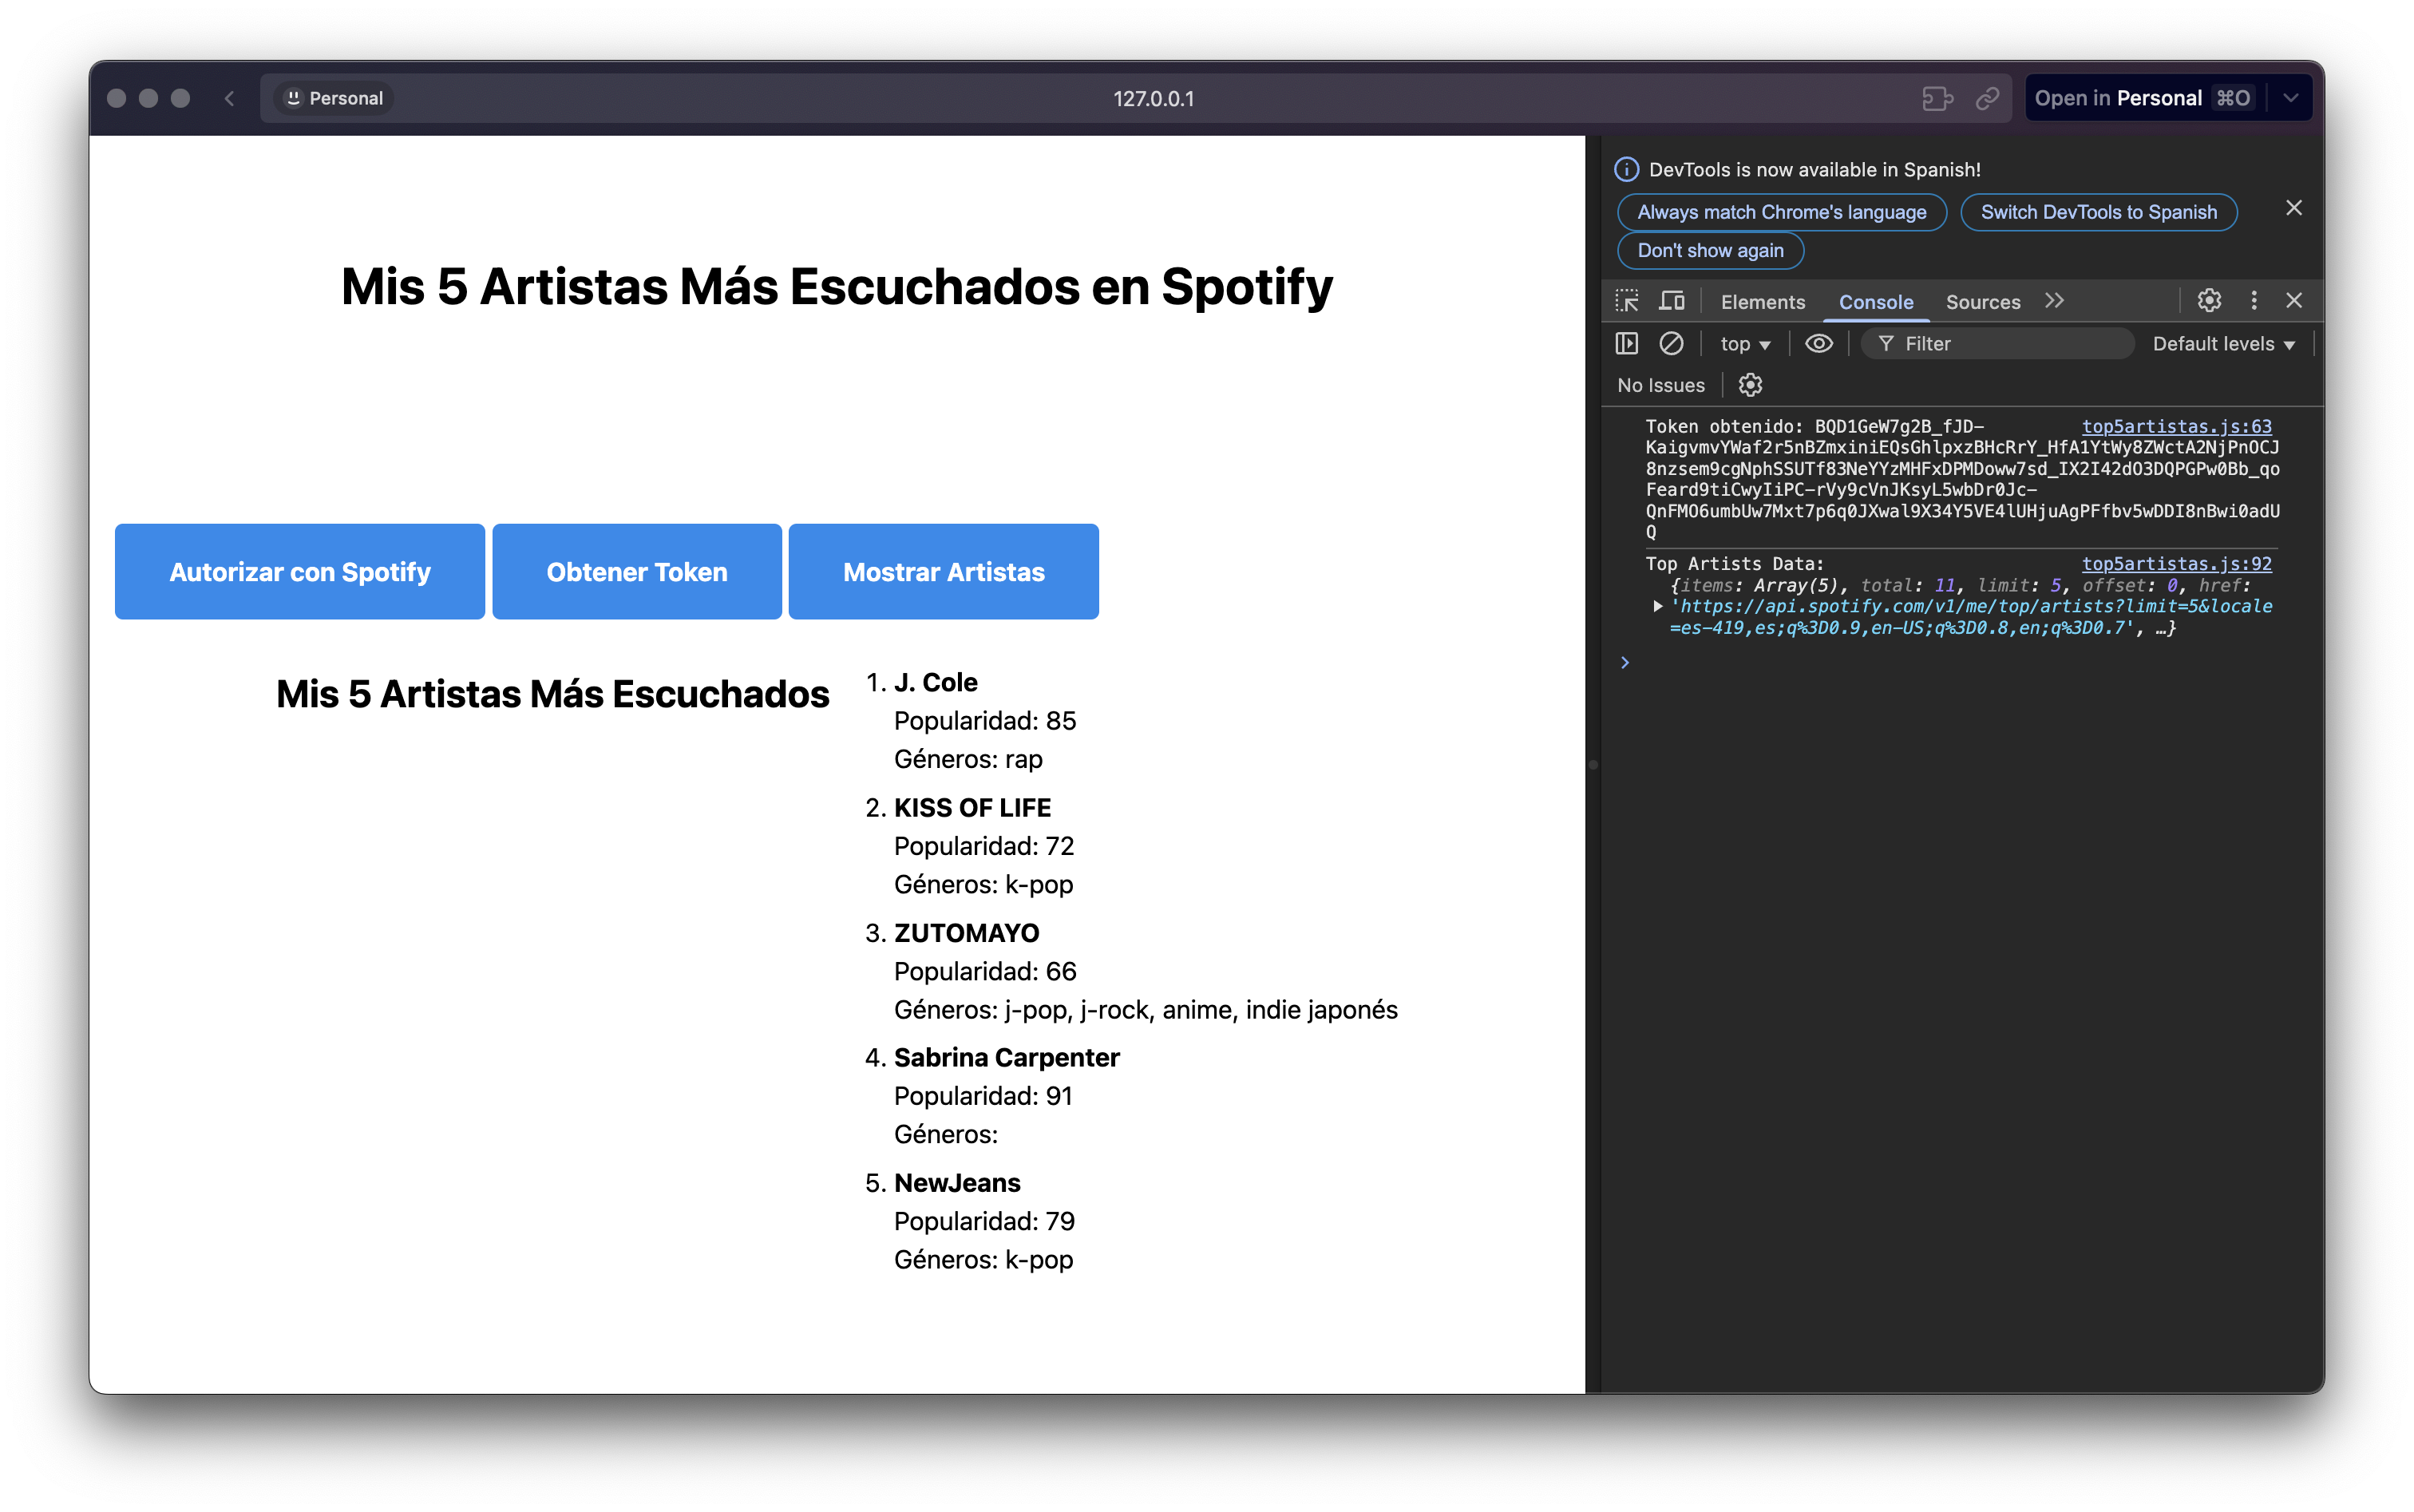 Personal
127.0.0.1
Open in Personal ⌘O
Mis 5 Artistas Más Escuchados en Spotify
Autorizar con Spotify
Obtener Token
Mostrar Artistas
Mis 5 Artistas Más Escuchados
1. J. Cole
Popularidad: 85
Géneros: rap
2. KISS OF LIFE
Popularidad: 72
Géneros: k-pop
3. ZUTOMAYO
Popularidad: 66
Géneros: j-pop, j-rock, anime, indie japonés
4. Sabrina Carpenter
Popularidad: 91
Géneros:
5. NewJeans
Popularidad: 79
Géneros: k-pop
DevTools is now available in Spanish!
Always match Chrome's language
Switch DevTools to Spanish
Don't show again
Elements Console Sources
top Filter Default levels
No Issues
Token obtenido: BQD1GeW7g2B_fJD- top5artistas.js:63
KaigvmvYWaf2r5nBZmxiniEQsGhlpxzBHcRrY_HfA1YtWy8ZWctA2NjPnOCJ
8nzsem9cgNphSSUTf83NeYYzMHFxDPMDoww7sd_IX2I42dO3DQPGPw0Bb_qo
Feard9tiCwyIiPC-rVy9cVnJKsyL5wbDr0Jc-
QnFMO6umbUw7Mxt7p6q0JXwal9X34Y5VE4lUHjuAgPFfbv5wDDI8nBwi0adU
Q
Top Artists Data: top5artistas.js:92
{items: Array(5), total: 11, limit: 5, offset: 0, href:
'https://api.spotify.com/v1/me/top/artists?limit=5&locale
=es-419,es;q%3D0.9,en-US;q%3D0.8,en;q%3D0.7', …}